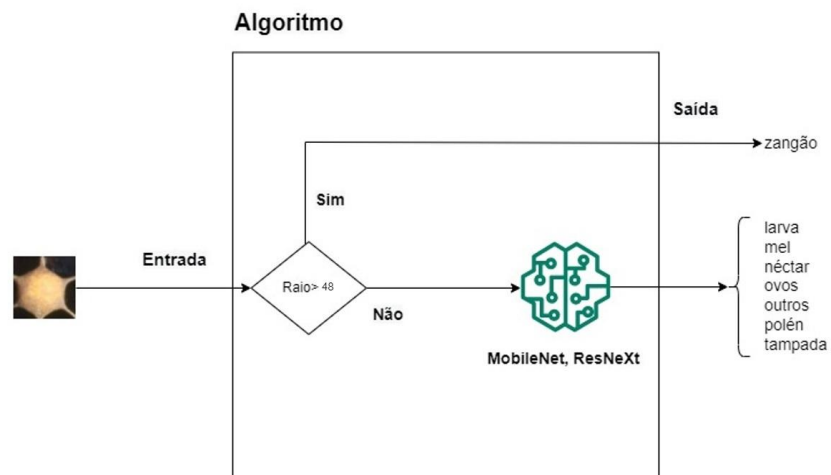 Algoritmo
Saída
zangão
Sim
Entrada
Raio> 48
Não
larva
mel
néctar
ovos
outros
polén
tampada
MobileNet, ResNeXt